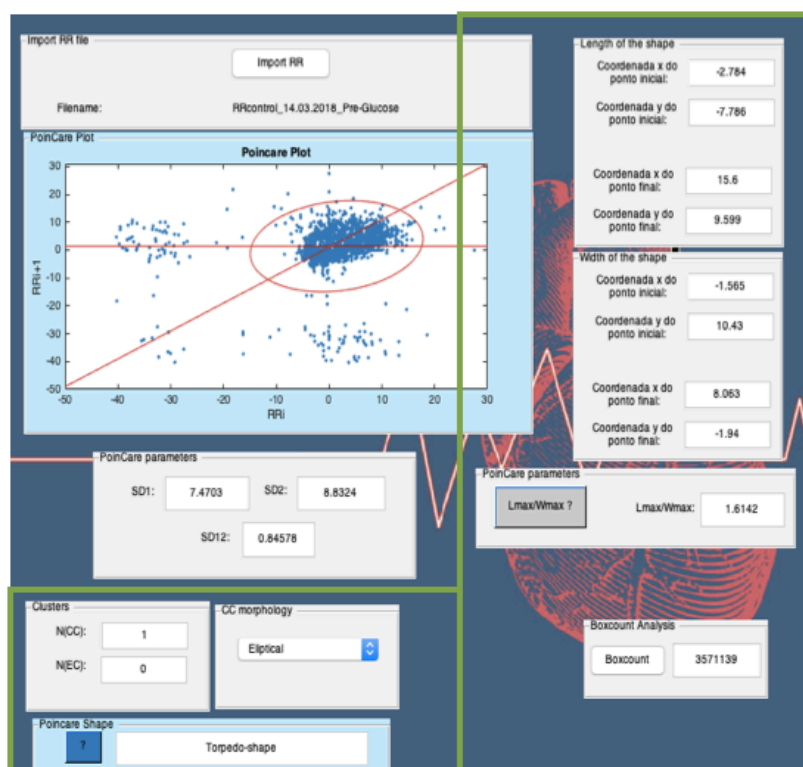 Import RR file
Import RR
Filename: RRcontrol_14.03.2018_Pre-Glucose
PoinCare Plot
Poincare Plot
30
20
10
0
-10
-20
-30
-40
-50
RRi+1
-50 -40 -30 -20 -10 0 10 20 30
RRi
PoinCare parameters
SD1: 7.4703 SD2: 8.8324
SD12: 0.84578
Clusters
N(CC): 1
N(EC): 0
CC morphology
Eliptical
Poincare Shape
? Torpedo-shape
Length of the shape
Coordenada x do
ponto inicial: -2.784
Coordenada y do
ponto inicial: -7.786
Coordenada x do
ponto final: 15.6
Coordenada y do
ponto final: 9.599
Width of the shape
Coordenada x do
ponto inicial: -1.565
Coordenada y do
ponto inicial: 10.43
Coordenada x do
ponto final: 8.063
Coordenada y do
ponto final: -1.94
PoinCare parameters
Lmax/Wmax ? Lmax/Wmax: 1.6142
Boxcount Analysis
Boxcount 3571139